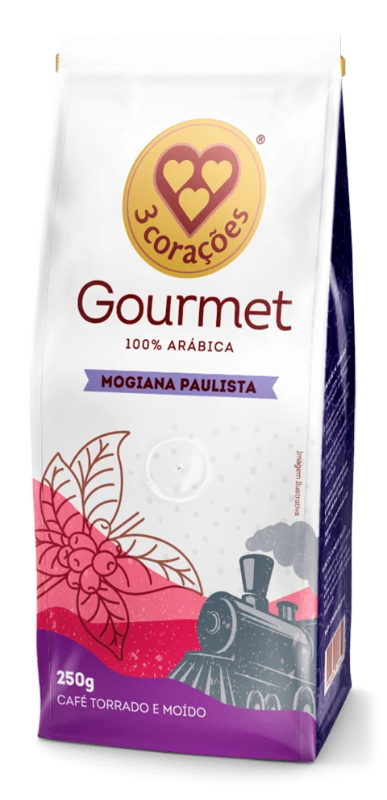 ®
3 corações
Gourmet
100% ARÁBICA
MOGIANA PAULISTA
Imagem Ilustrativa
250g
CAFÉ TORRADO E MOÍDO